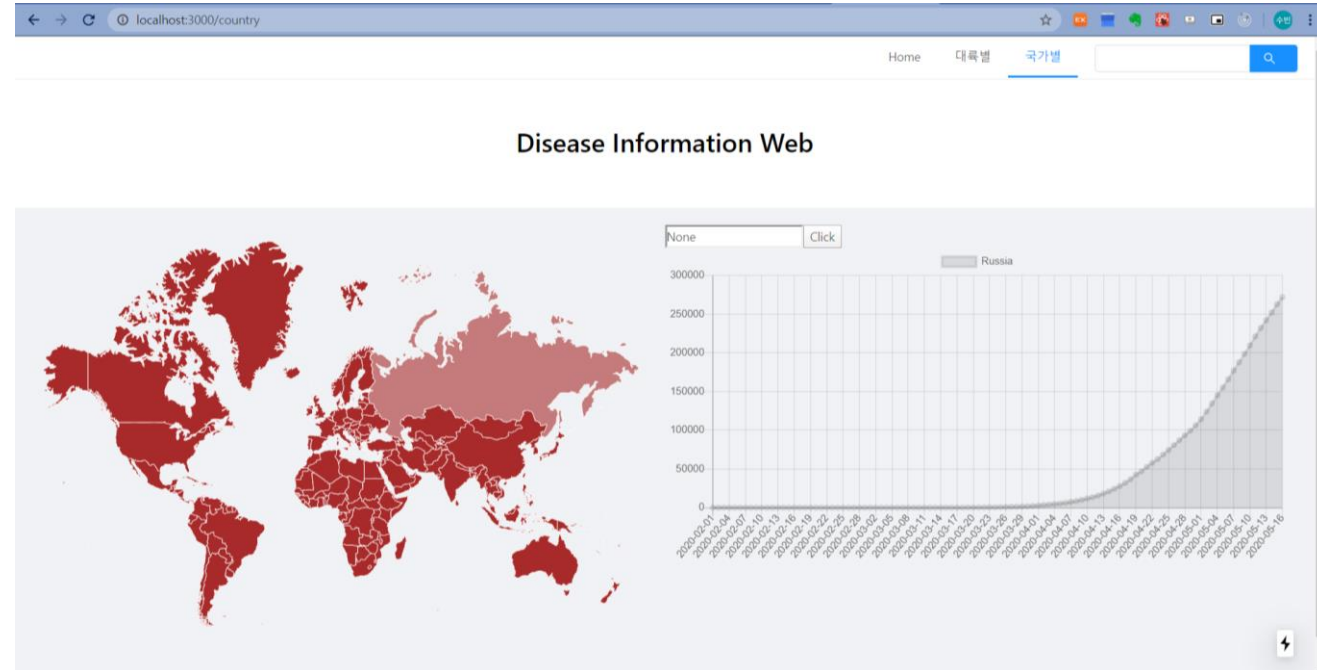 localhost:3000/country
수빈
Home 대륙별 국가별
Disease Information Web
None Click
Russia
300000
250000
200000
150000
100000
50000
0
2020-02-01 2020-02-04 2020-02-07 2020-02-10 2020-02-13 2020-02-16 2020-02-19 2020-02-22 2020-02-25 2020-02-28 2020-03-02 2020-03-05 2020-03-08 2020-03-11 2020-03-14 2020-03-17 2020-03-20 2020-03-23 2020-03-26 2020-03-29 2020-04-01 2020-04-04 2020-04-07 2020-04-10 2020-04-13 2020-04-16 2020-04-19 2020-04-22 2020-04-25 2020-04-28 2020-05-01 2020-05-04 2020-05-07 2020-05-10 2020-05-13 2020-05-16